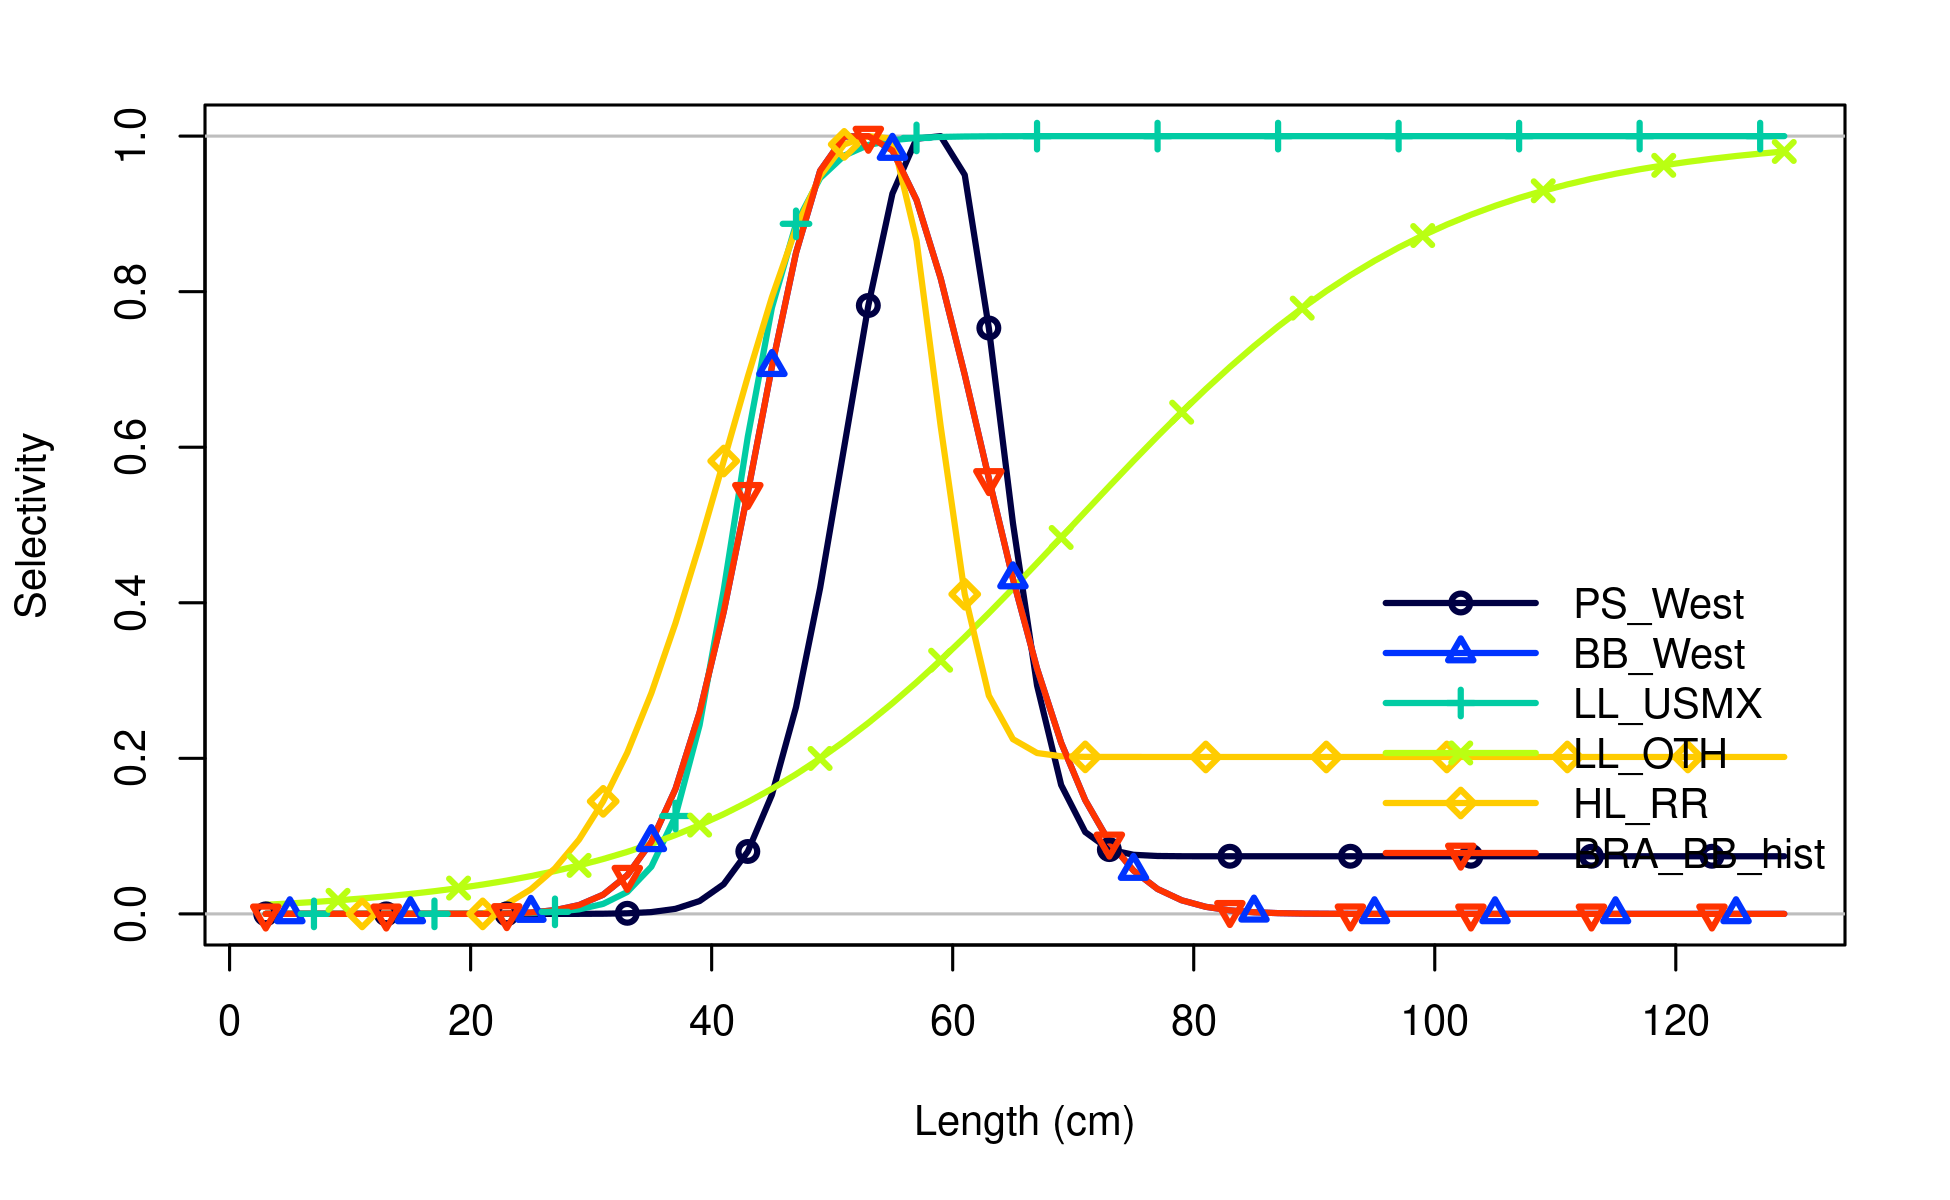 Selectivity
1.0
0.8
0.6
0.4
0.2
0.0
0 20 40 60 80 100 120
Length (cm)
PS_West
BB_West
LL_USMX
LL_OTH
HL_RR
BRA_BB_hist